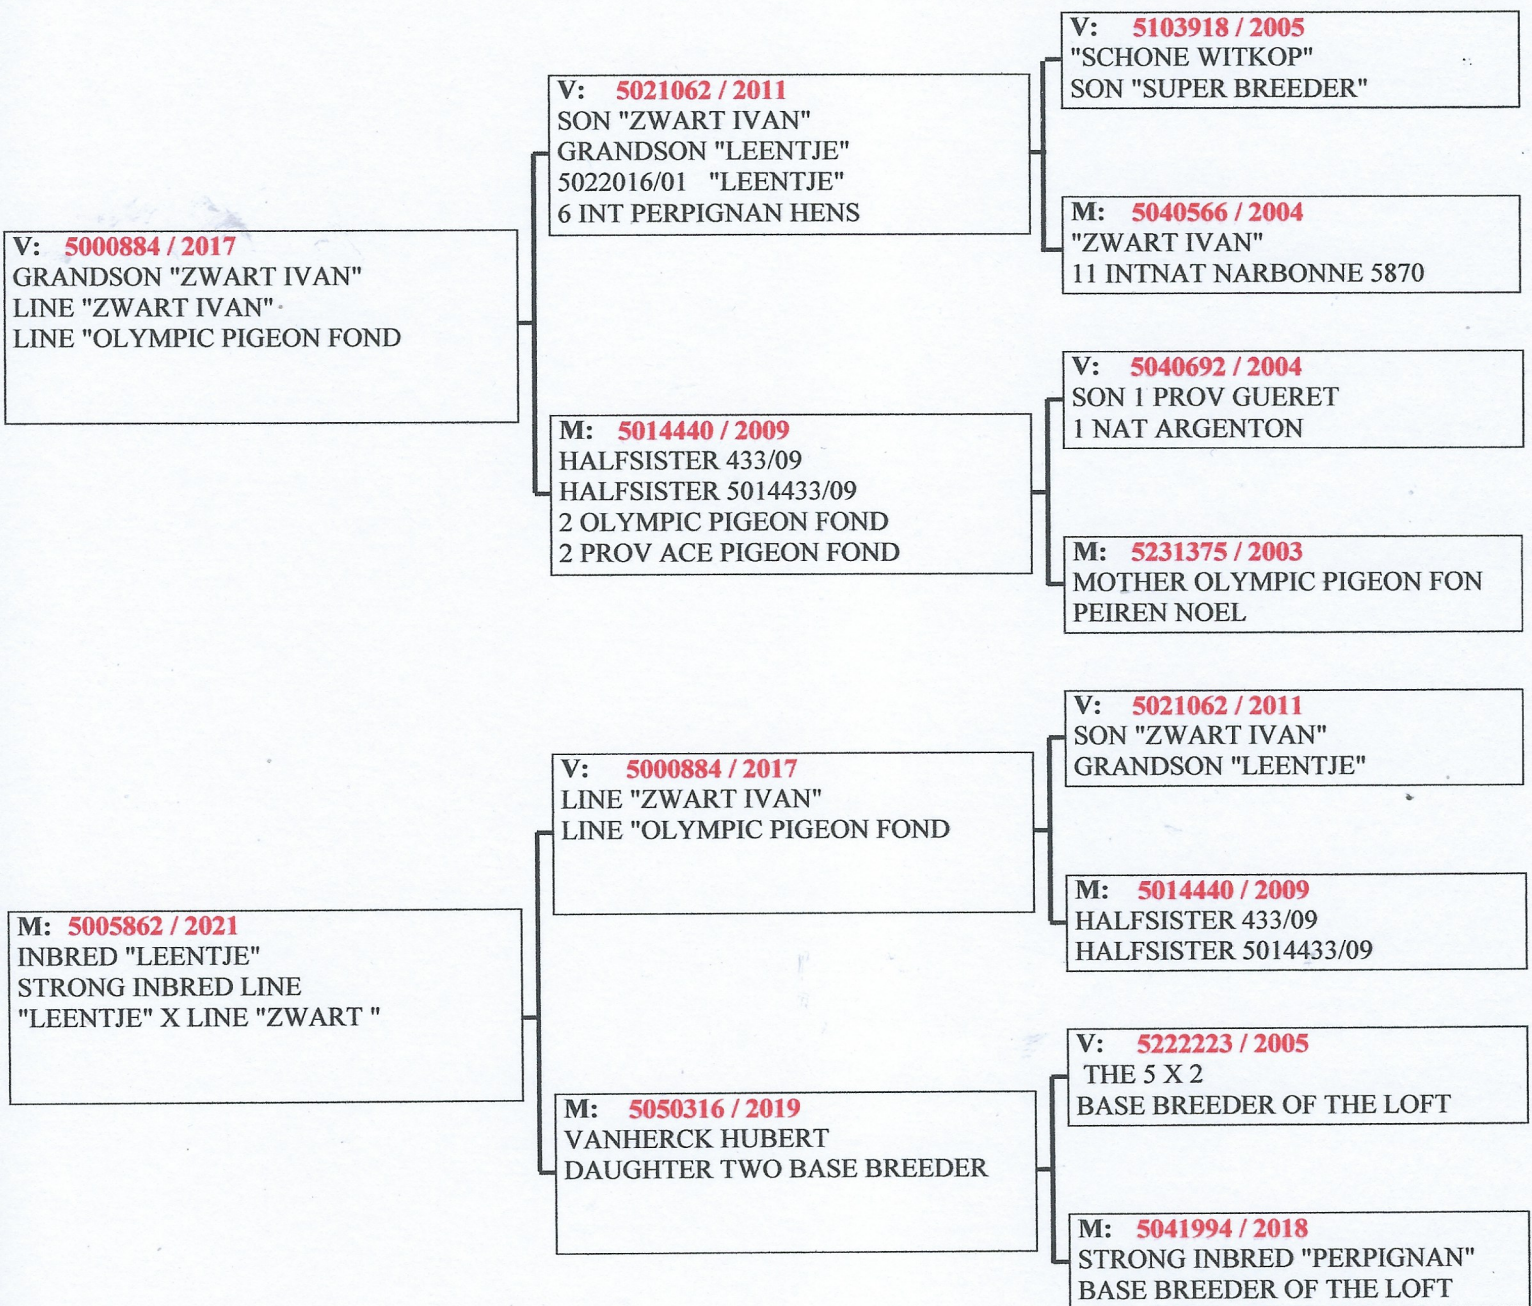 V: 5000884 / 2017
GRANDSON "ZWART IVAN"
LINE "ZWART IVAN"
LINE "OLYMPIC PIGEON FOND
V: 5021062 / 2011
SON "ZWART IVAN"
GRANDSON "LEENTJE"
5022016/01 "LEENTJE"
6 INT PERPIGNAN HENS
V: 5103918 / 2005
"SCHONE WITKOP"
SON "SUPER BREEDER"
M: 5040566 / 2004
"ZWART IVAN"
11 INTNAT NARBONNE 5870
M: 5014440 / 2009
HALFSISTER 433/09
HALFSISTER 5014433/09
2 OLYMPIC PIGEON FOND
2 PROV ACE PIGEON FOND
V: 5040692 / 2004
SON 1 PROV GUERET
1 NAT ARGENTON
M: 5231375 / 2003
MOTHER OLYMPIC PIGEON FON
PEIREN NOEL
M: 5005862 / 2021
INBRED "LEENTJE"
STRONG INBRED LINE
"LEENTJE" X LINE "ZWART "
V: 5000884 / 2017
LINE "ZWART IVAN"
LINE "OLYMPIC PIGEON FOND
V: 5021062 / 2011
SON "ZWART IVAN"
GRANDSON "LEENTJE"
M: 5014440 / 2009
HALFSISTER 433/09
HALFSISTER 5014433/09
M: 5050316 / 2019
VANHERCK HUBERT
DAUGHTER TWO BASE BREEDER
V: 5222223 / 2005
THE 5 X 2
BASE BREEDER OF THE LOFT
M: 5041994 / 2018
STRONG INBRED "PERPIGNAN"
BASE BREEDER OF THE LOFT